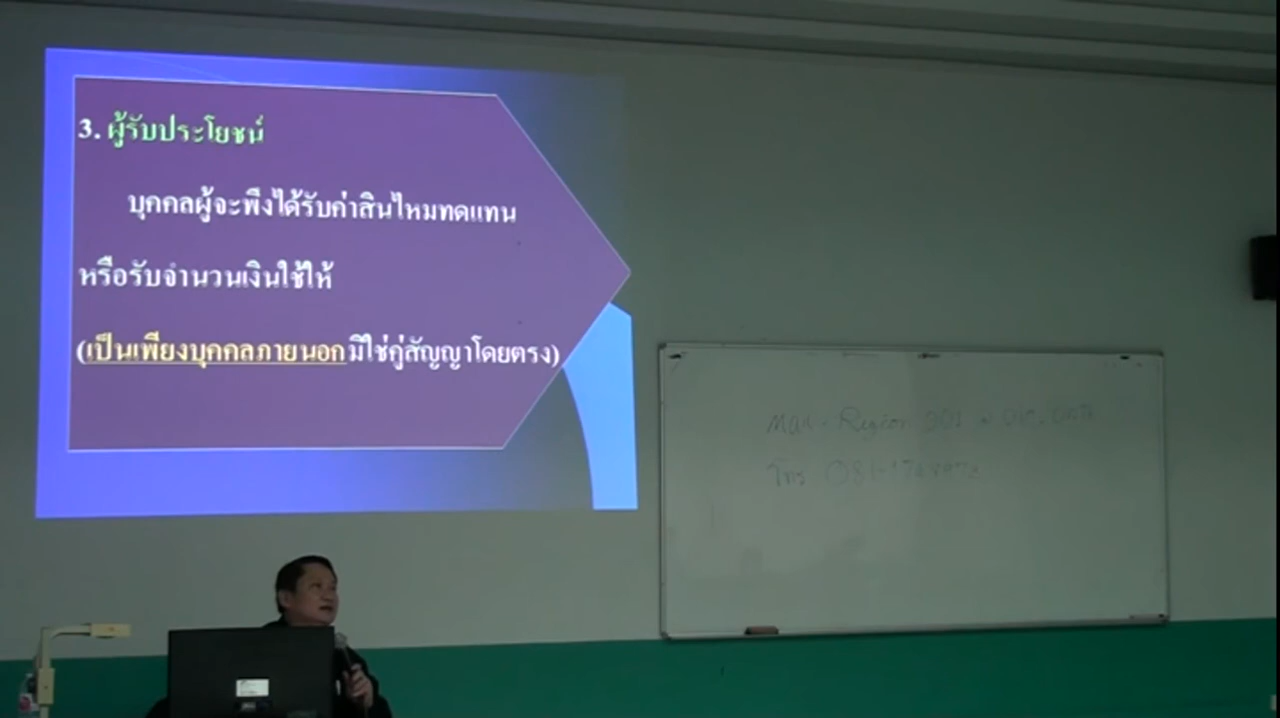 3. ผู้รับประโยชน์
บุคคลผู้จะพึงได้รับค่าสินไหมทดแทน
หรือรับจำนวนเงินใช้ให้
(เป็นเพียงบุคคลภายนอกมิใช่คู่สัญญาโดยตรง)
โทร